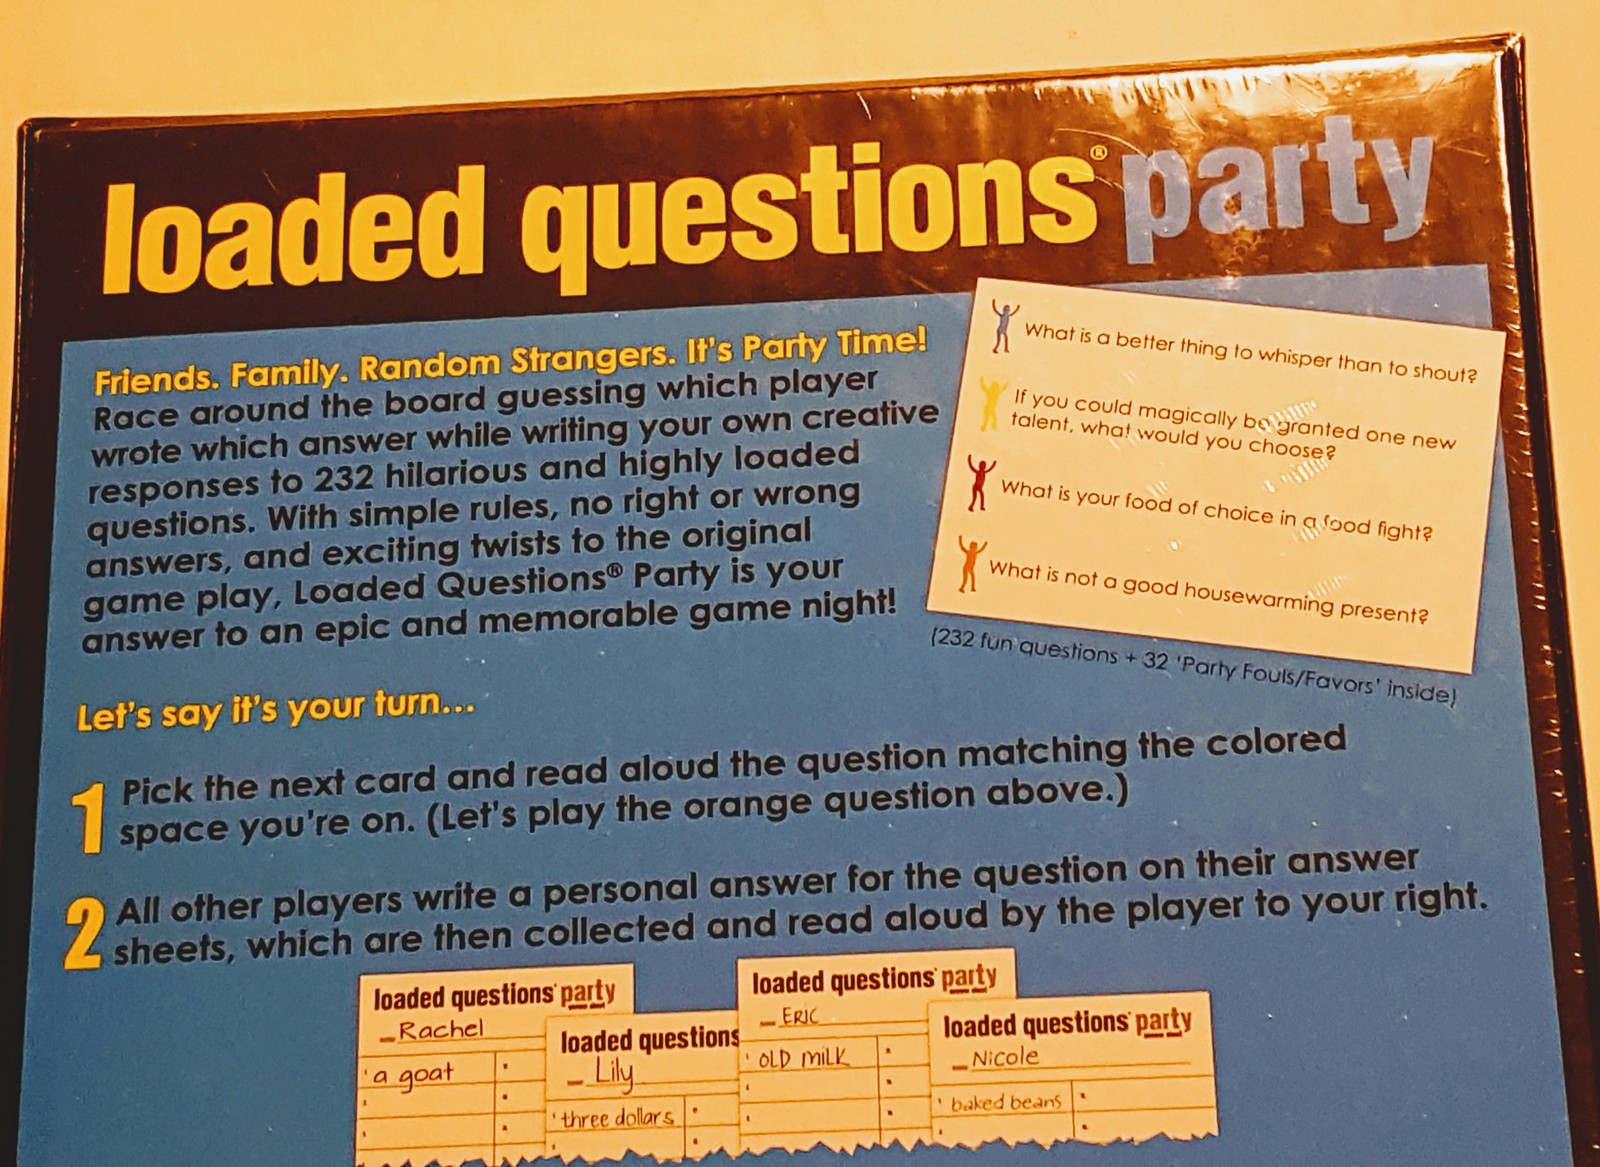 loaded questions® party
Friends. Family. Random Strangers. It's Party Time!
Race around the board guessing which player
wrote which answer while writing your own creative
responses to 232 hilarious and highly loaded
questions. With simple rules, no right or wrong
answers, and exciting twists to the original
game play, Loaded Questions® Party is your
answer to an epic and memorable game night!
What is a better thing to whisper than to shout?
If you could magically be granted one new
talent, what would you choose?
What is your food of choice in a food fight?
What is not a good housewarming present?
(232 fun questions + 32 'Party Fouls/Favors' inside)
Let's say it's your turn...
1 Pick the next card and read aloud the question matching the colored
space you're on. (Let's play the orange question above.)
2 All other players write a personal answer for the question on their answer
sheets, which are then collected and read aloud by the player to your right.
loaded questions party
Rachel
a goat
loaded questions
Lily
three dollars
loaded questions party
ERIC
OLD MILK
loaded questions party
Nicole
baked beans